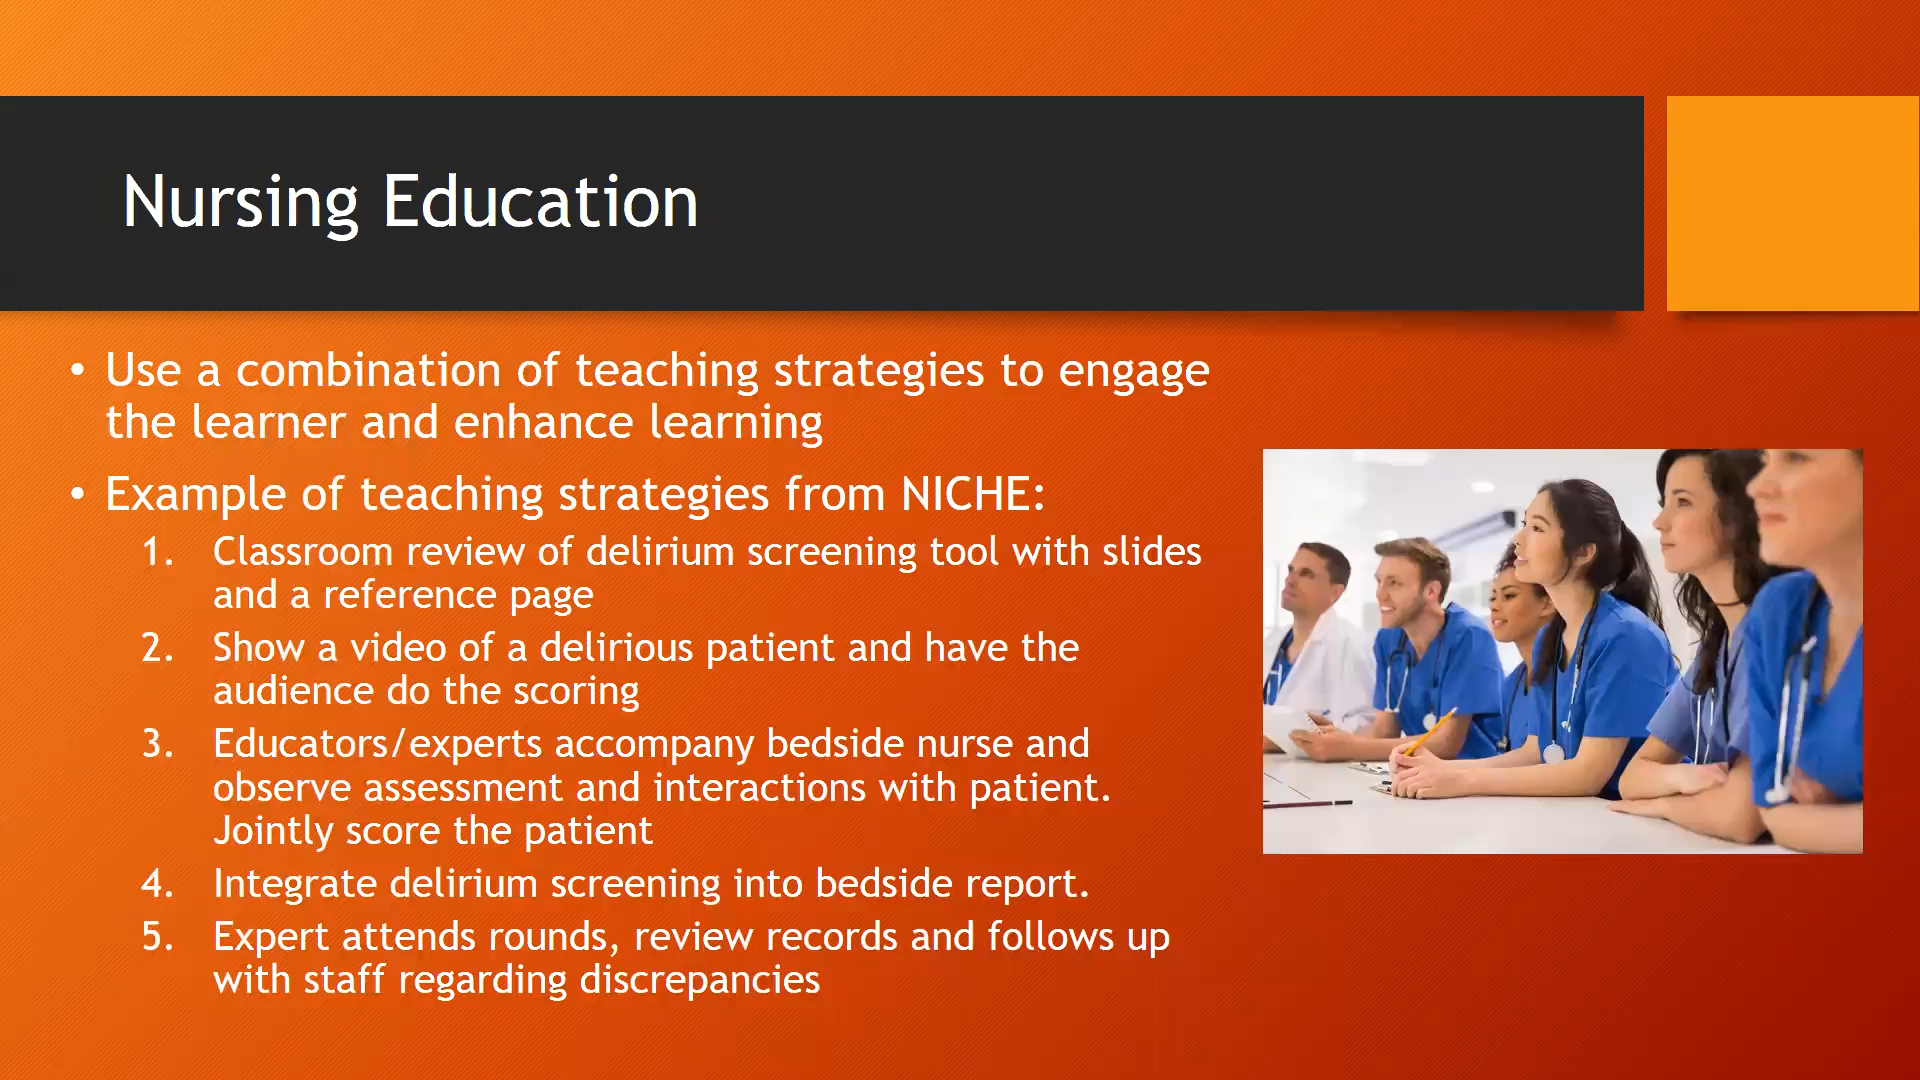 Nursing Education
• Use a combination of teaching strategies to engage
the learner and enhance learning
• Example of teaching strategies from NICHE:
1. Classroom review of delirium screening tool with slides
and a reference page
2. Show a video of a delirious patient and have the
audience do the scoring
3. Educators/experts accompany bedside nurse and
observe assessment and interactions with patient.
Jointly score the patient
4. Integrate delirium screening into bedside report.
5. Expert attends rounds, review records and follows up
with staff regarding discrepancies